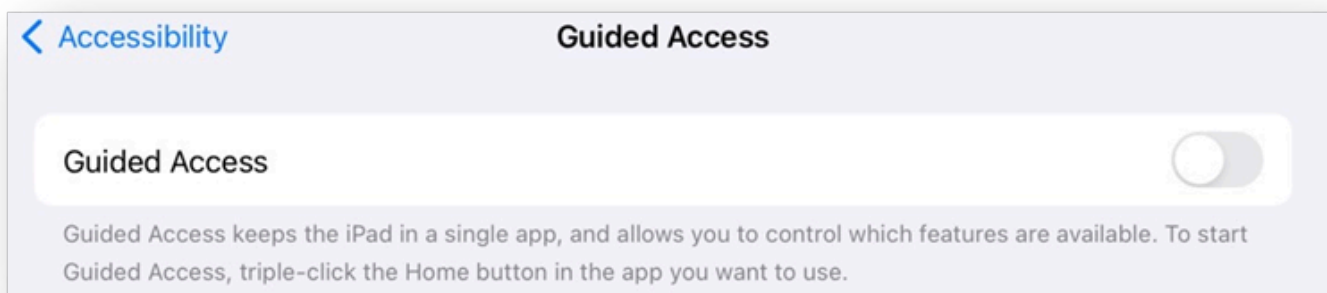 Accessibility
Guided Access
Guided Access
Guided Access keeps the iPad in a single app, and allows you to control which features are available. To start
Guided Access, triple-click the Home button in the app you want to use.